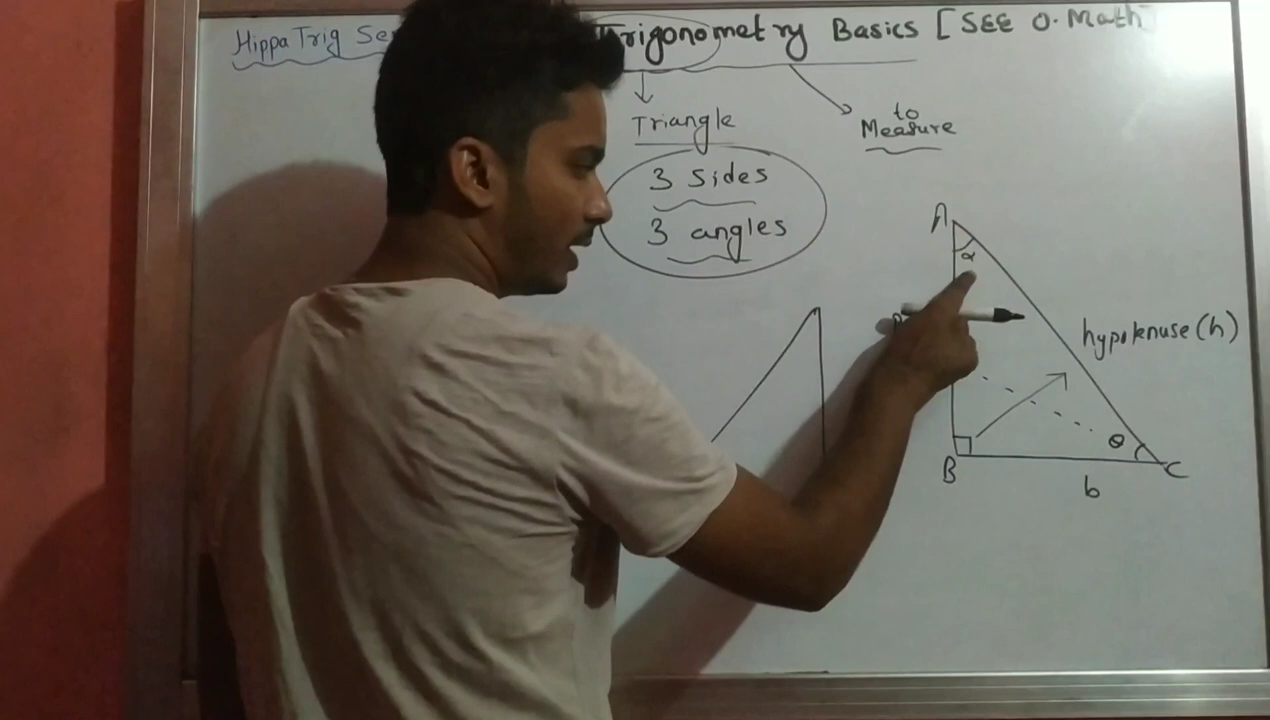 Hippa Trig Se
Trigonometry Basics [SEE O. Math
Triangle
to
Measure
3 Sides
3 angles
A
α
hypotenuse (h)
θ
B
C
b